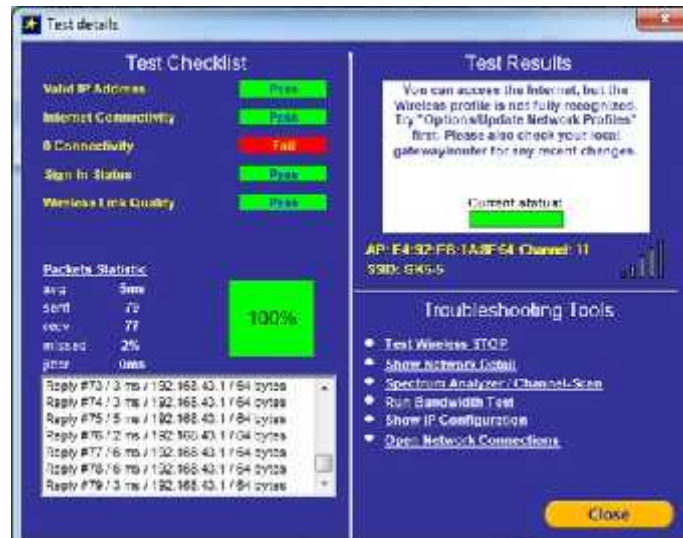 Test details
Test Checklist
Valid IP Address Pass
Internet Connectivity Pass
0 Connectivity Fail
Sign In Status Pass
Wireless Link Quality Pass
Packets Statistic
avg 5ms
sent 79
recv 77
missed 2%
jitter 0ms
100%
Reply #73 / 3 ms / 192.168.43.1 / 64 bytes
Reply #74 / 3 ms / 192.168.43.1 / 64 bytes
Reply #75 / 5 ms / 192.168.43.1 / 64 bytes
Reply #76 / 2 ms / 192.168.43.1 / 64 bytes
Reply #77 / 6 ms / 192.168.43.1 / 64 bytes
Reply #78 / 6 ms / 192.168.43.1 / 64 bytes
Reply #79 / 3 ms / 192.168.43.1 / 64 bytes
Test Results
You can access the Internet, but the
Wireless profile is not fully recognized.
Try "Options/Update Network Profiles"
first. Please also check your local
gateway/router for any recent changes.
Current status:
Channel: 11
SSID:
Troubleshooting Tools
Test Wireless STOP
Show Network Detail
Spectrum Analyzer / Channel-Scan
Run Bandwidth Test
Show IP Configuration
Open Network Connections
Close